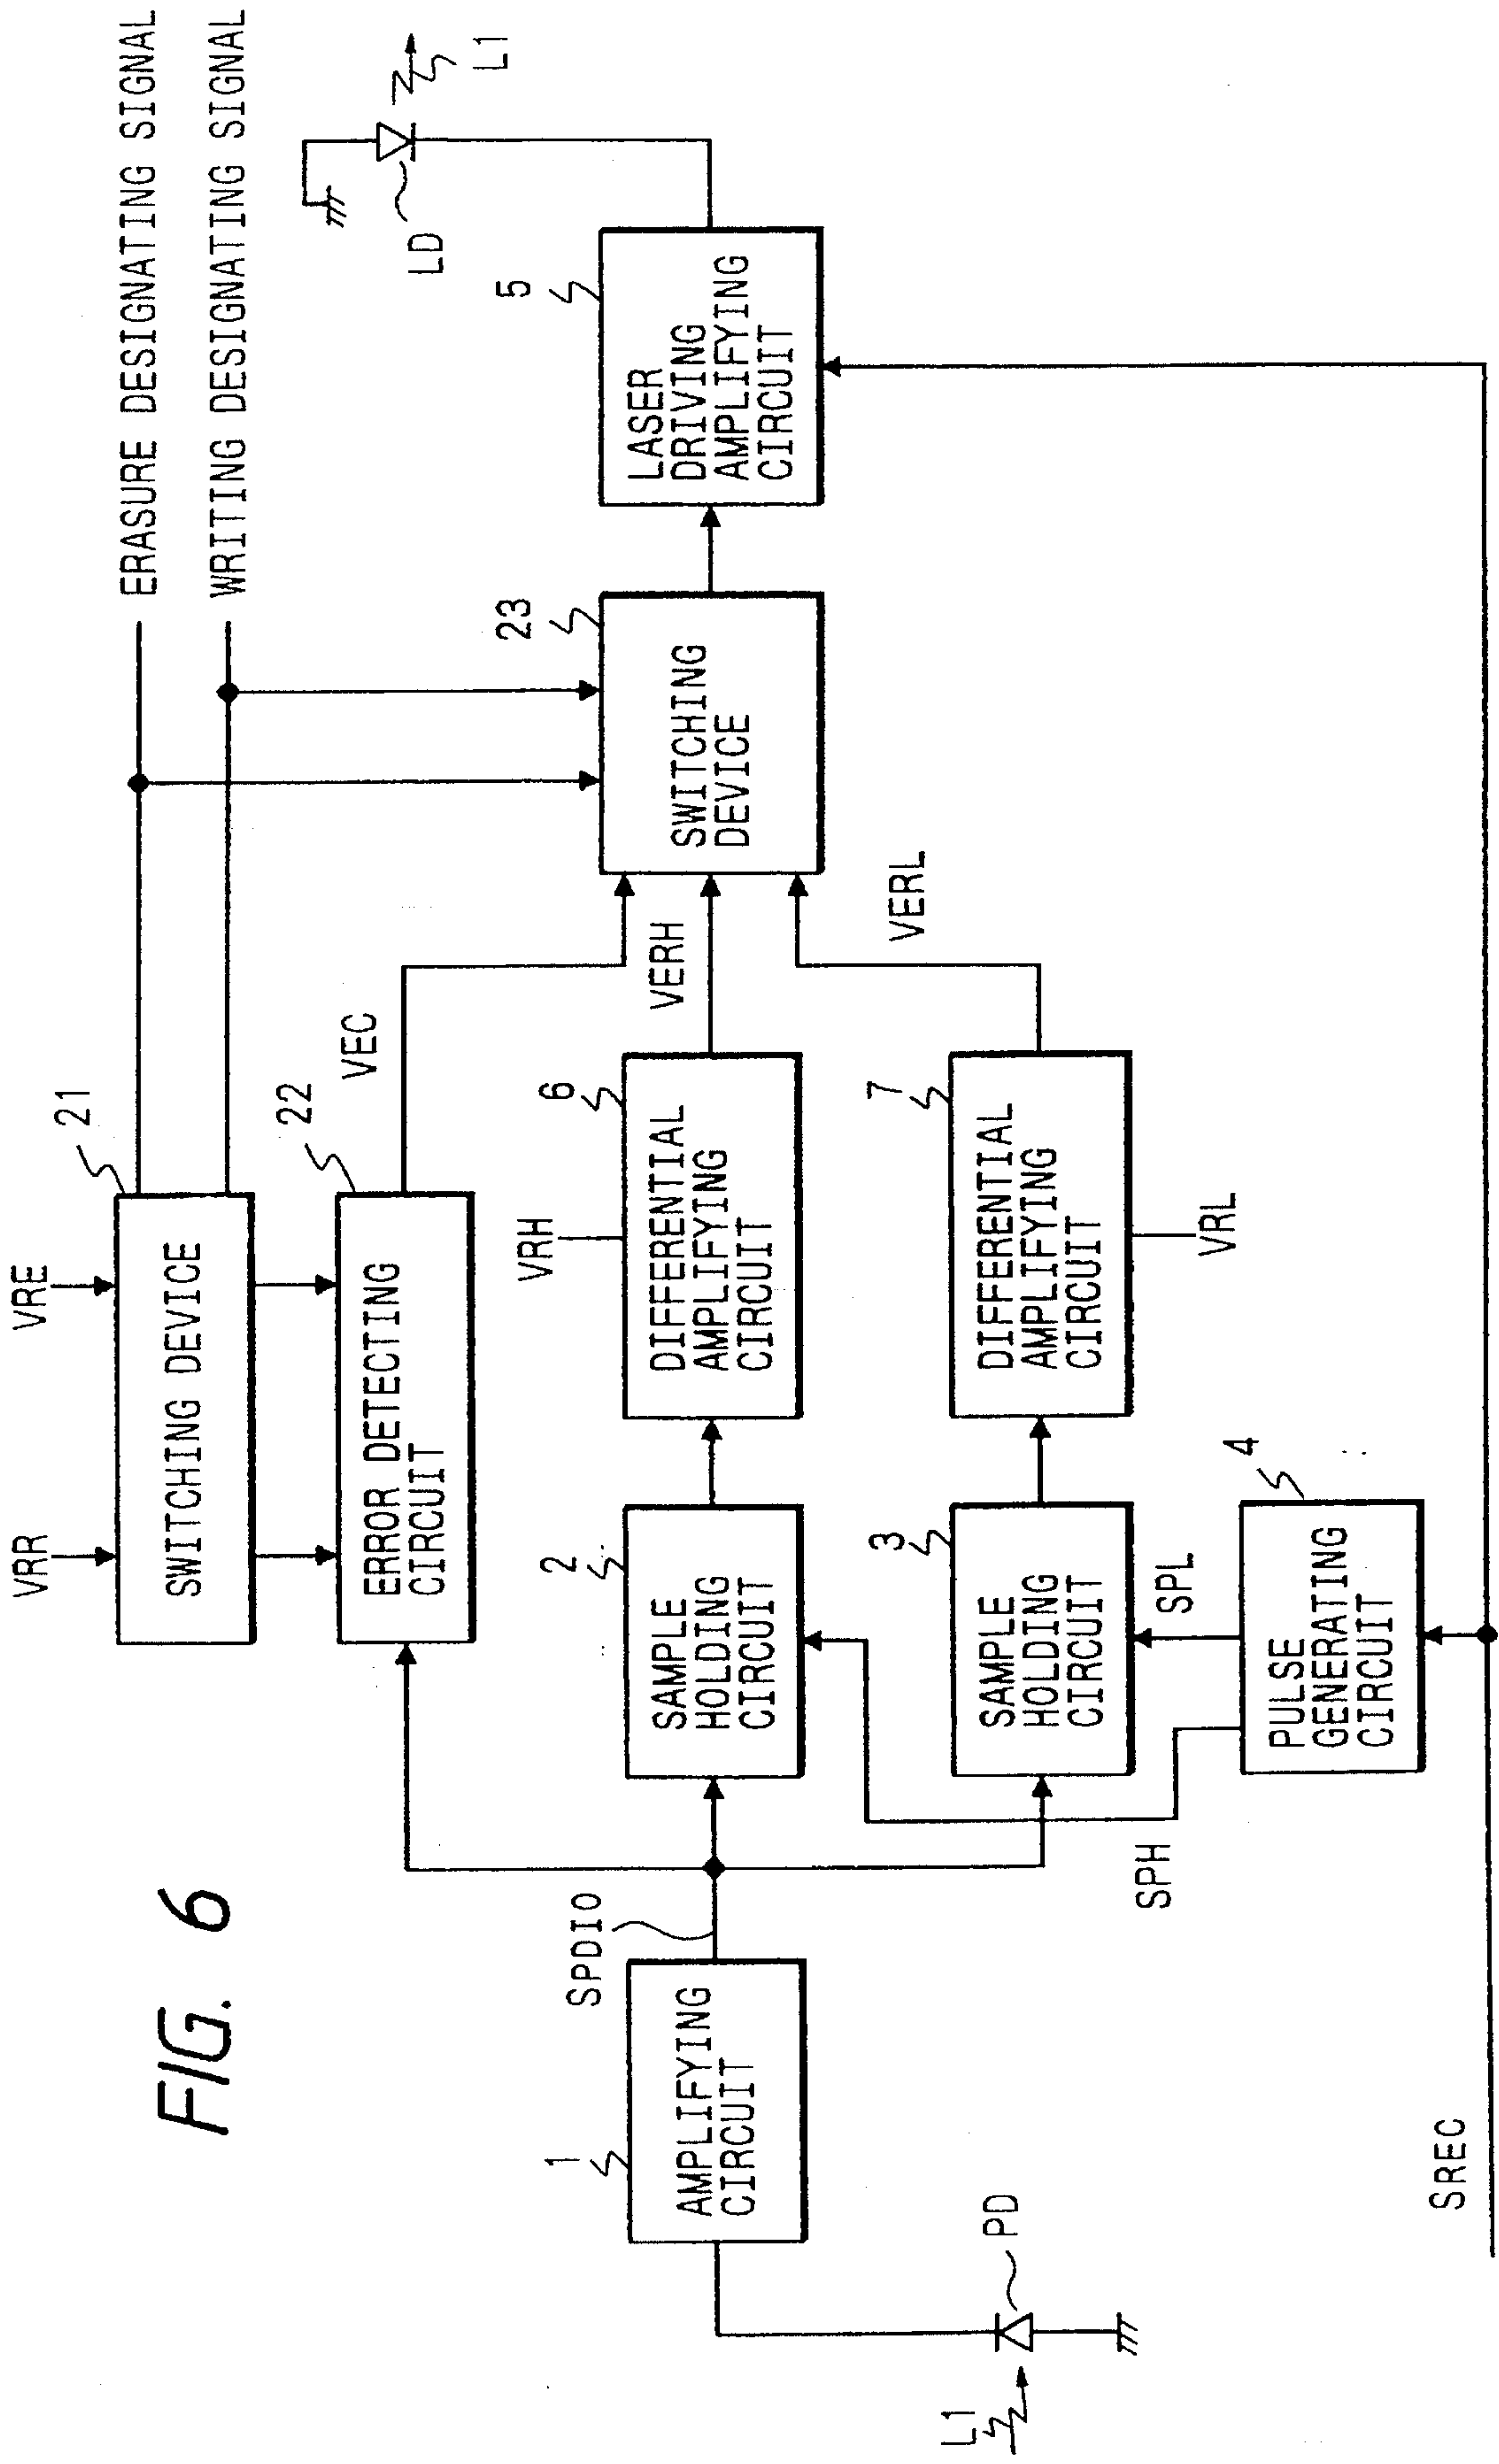 FIG. 6
VRR
VRE
21
SWITCHING DEVICE
ERASURE DESIGNATING SIGNAL
WRITING DESIGNATING SIGNAL
22
ERROR DETECTING
CIRCUIT
VEC
L1
LD
SPDIO
1
AMPLIFYING
CIRCUIT
2
SAMPLE
HOLDING
CIRCUIT
VRH
6
DIFFERENTIAL
AMPLIFYING
CIRCUIT
VERH
23
SWITCHING
DEVICE
5
LASER
DRIVING
AMPLIFYING
CIRCUIT
3
SAMPLE
HOLDING
CIRCUIT
7
DIFFERENTIAL
AMPLIFYING
CIRCUIT
VERL
L1
PD
SPH
SPL
VRL
4
PULSE
GENERATING
CIRCUIT
SREC